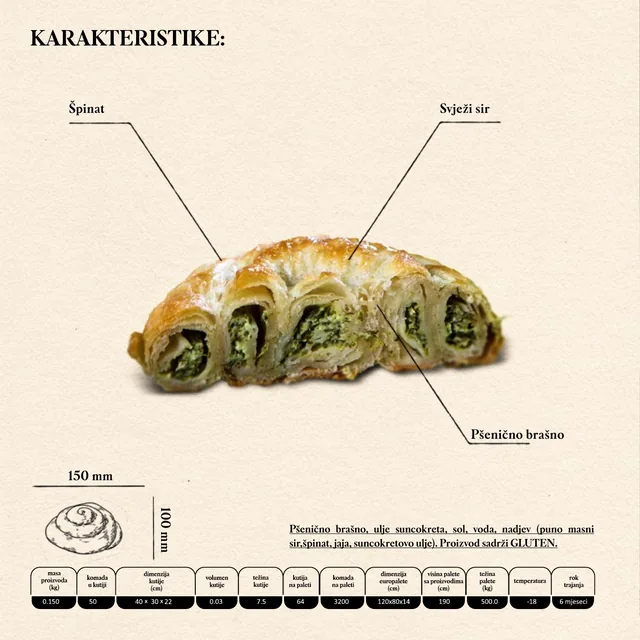 KARAKTERISTIKE:
Špinat
Svježi sir
Pšenično brašno
150 mm
100 mm
Pšenično brašno, ulje suncokreta, sol, voda, nadjev (puno masni
sir,špinat, jaja, suncokretovo ulje). Proizvod sadrži GLUTEN.
masa
proizvoda
(kg)
0.150
komada
u kutiji
50
dimenzija
kutije
(cm)
40 x 30 x 22
volumen
kutije
0.03
težina
kutije
7.5
kutija
na paleti
64
komada
na paleti
3200
dimenzija
europalete
(cm)
120x80x14
visina palete
sa proizvodima
(cm)
190
težina
palete
(kg)
500.0
temperatura
-18
rok
trajanja
6 mjeseci